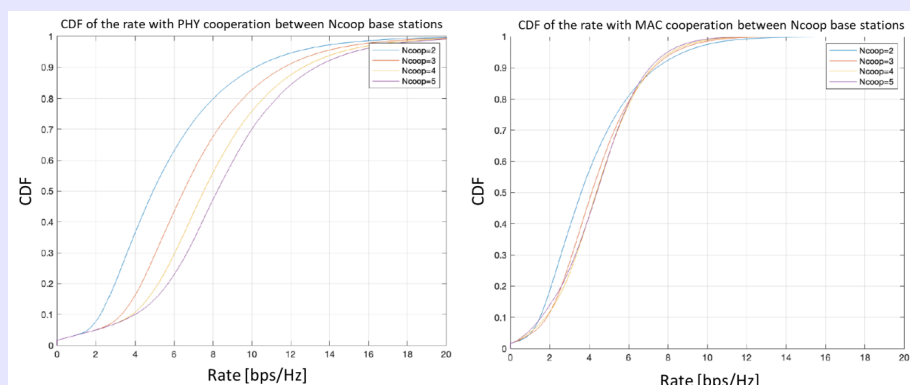 CDF of the rate with PHY cooperation between Ncoop base stations
1
0.9
0.8
0.7
0.6
0.5
0.4
0.3
0.2
0.1
0
CDF
0 2 4 6 8 10 12 14 16 18 20
Rate [bps/Hz]
Ncoop=2
Ncoop=3
Ncoop=4
Ncoop=5
CDF of the rate with MAC cooperation between Ncoop base stations
1
0.9
0.8
0.7
0.6
0.5
0.4
0.3
0.2
0.1
0
CDF
0 2 4 6 8 10 12 14 16 18 20
Rate [bps/Hz]
Ncoop=2
Ncoop=3
Ncoop=4
Ncoop=5